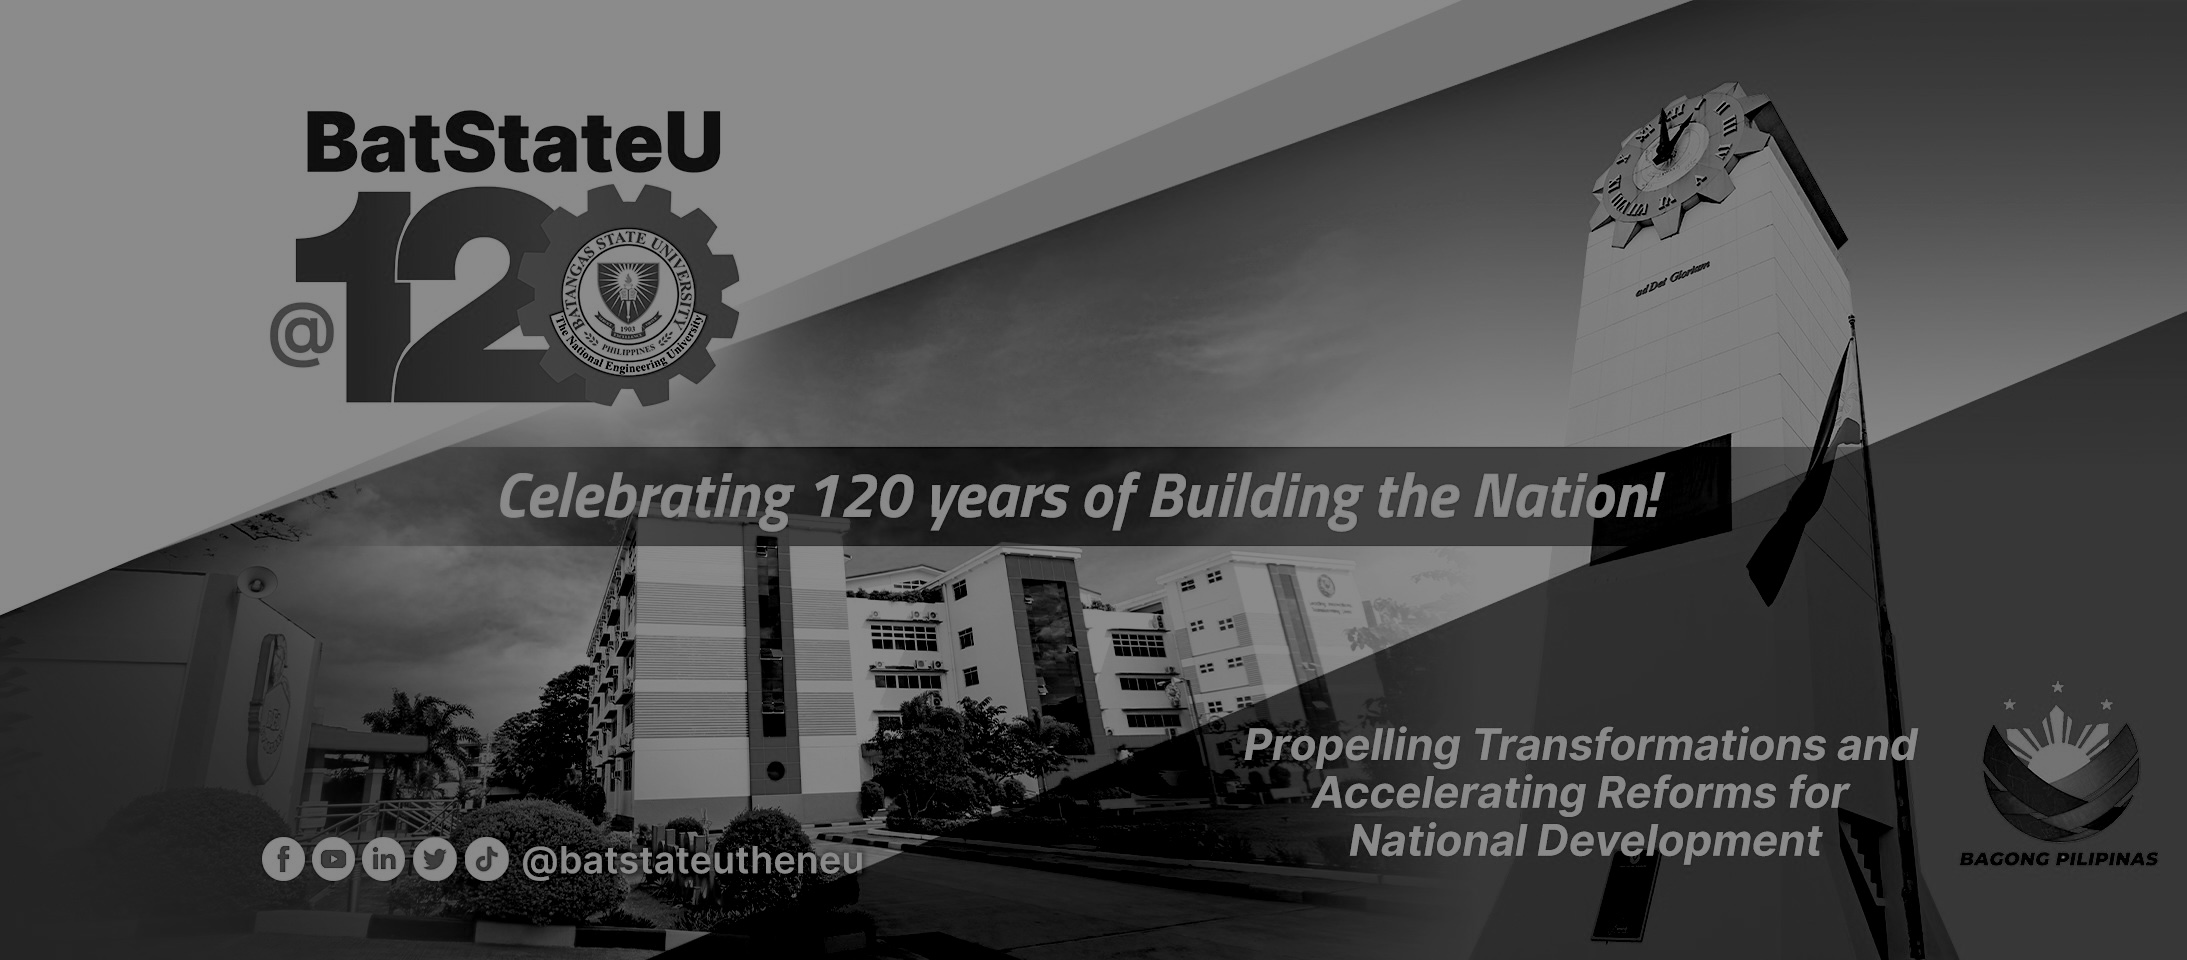 BatStateU
@120
BATANGAS STATE UNIVERSITY
1903
PHILIPPINES
The National Engineering University
ad Dei Gloriam
Celebrating 120 years of Building the Nation!
Propelling Transformations and
Accelerating Reforms for
National Development
@batstateutheneu
BAGONG PILIPINAS